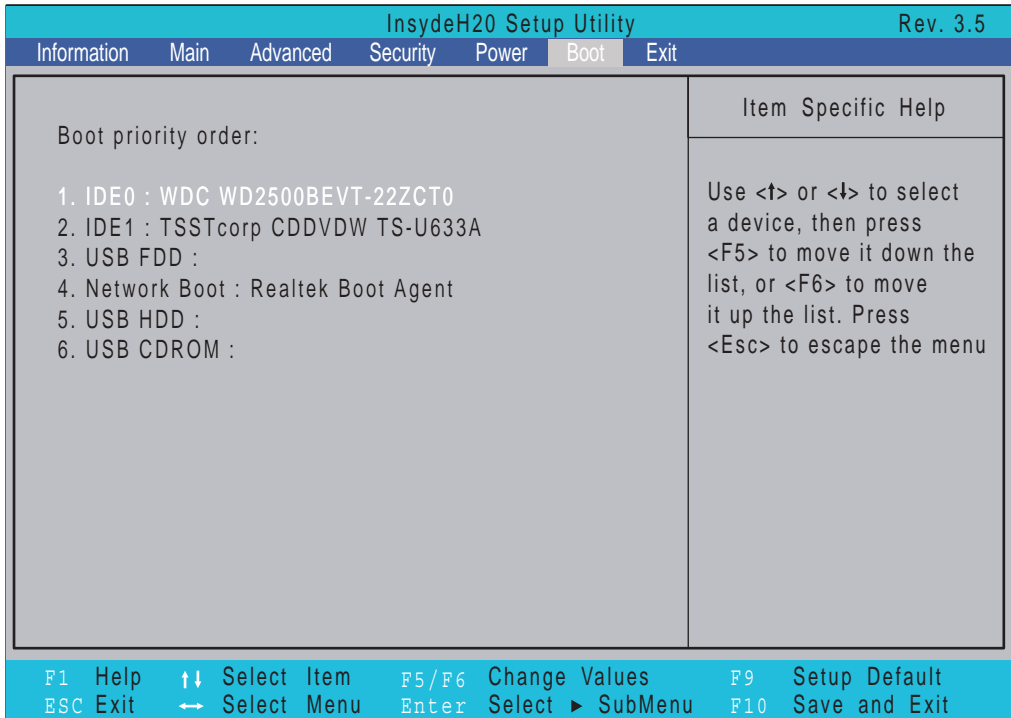 InsydeH20 Setup Utility Rev. 3.5
Information Main Advanced Security Power Boot Exit
Boot priority order:
1. IDE0 : WDC WD2500BEVT-22ZCT0
2. IDE1 : TSSTcorp CDDVDW TS-U633A
3. USB FDD :
4. Network Boot : Realtek Boot Agent
5. USB HDD :
6. USB CDROM :
Item Specific Help
Use <↑> or <↓> to select
a device, then press
<F5> to move it down the
list, or <F6> to move
it up the list. Press
<Esc> to escape the menu
F1 Help ↑↓ Select Item F5/F6 Change Values F9 Setup Default
ESC Exit ↔ Select Menu Enter Select ► SubMenu F10 Save and Exit